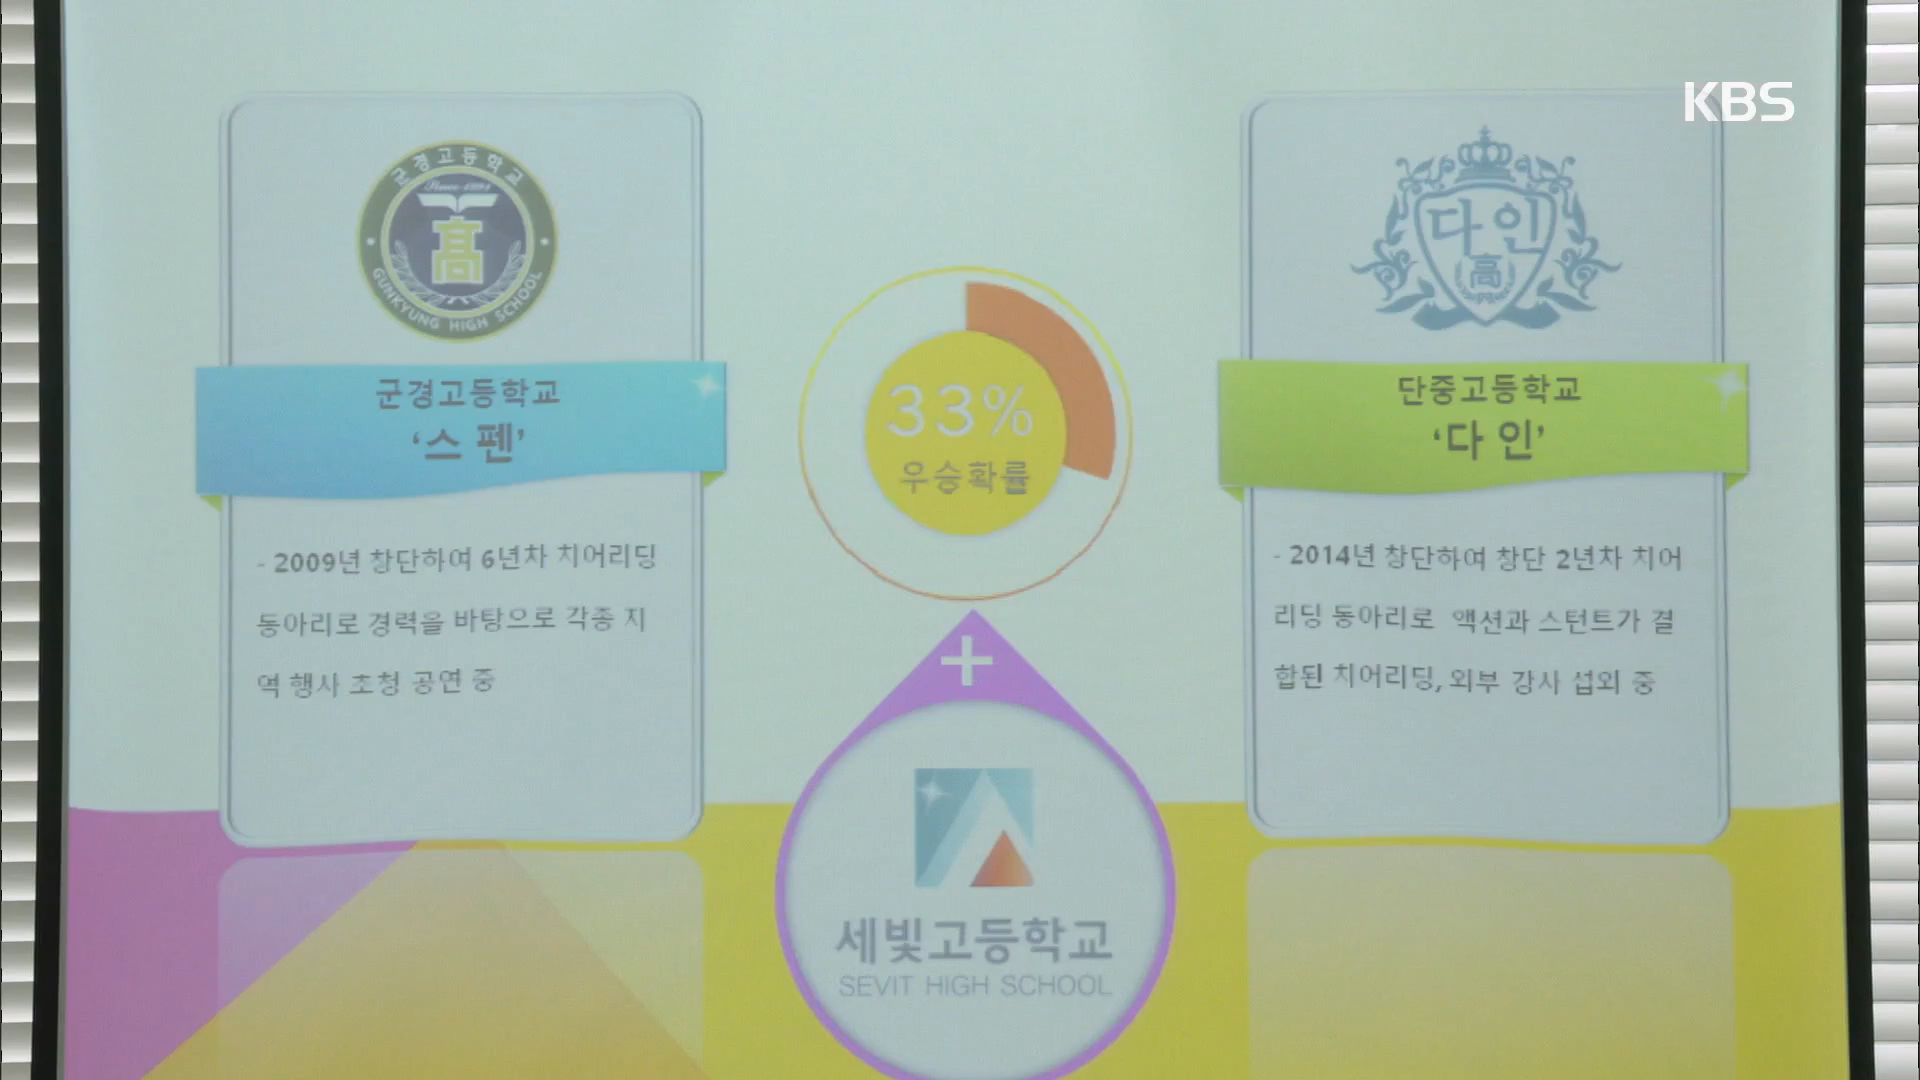 KBS
군경고등학교
Since 1994
高
GUNKYUNG HIGH SCHOOL
군경고등학교
‘스 펜’
- 2009년 창단하여 6년차 치어리딩
동아리로 경력을 바탕으로 각종 지
역 행사 초청 공연 중
33%
우승확률
+
세빛고등학교
SEVIT HIGH SCHOOL
다인
高
단중고등학교
‘다 인’
- 2014년 창단하여 창단 2년차 치어
리딩 동아리로 액션과 스턴트가 결
합된 치어리딩, 외부 강사 섭외 중